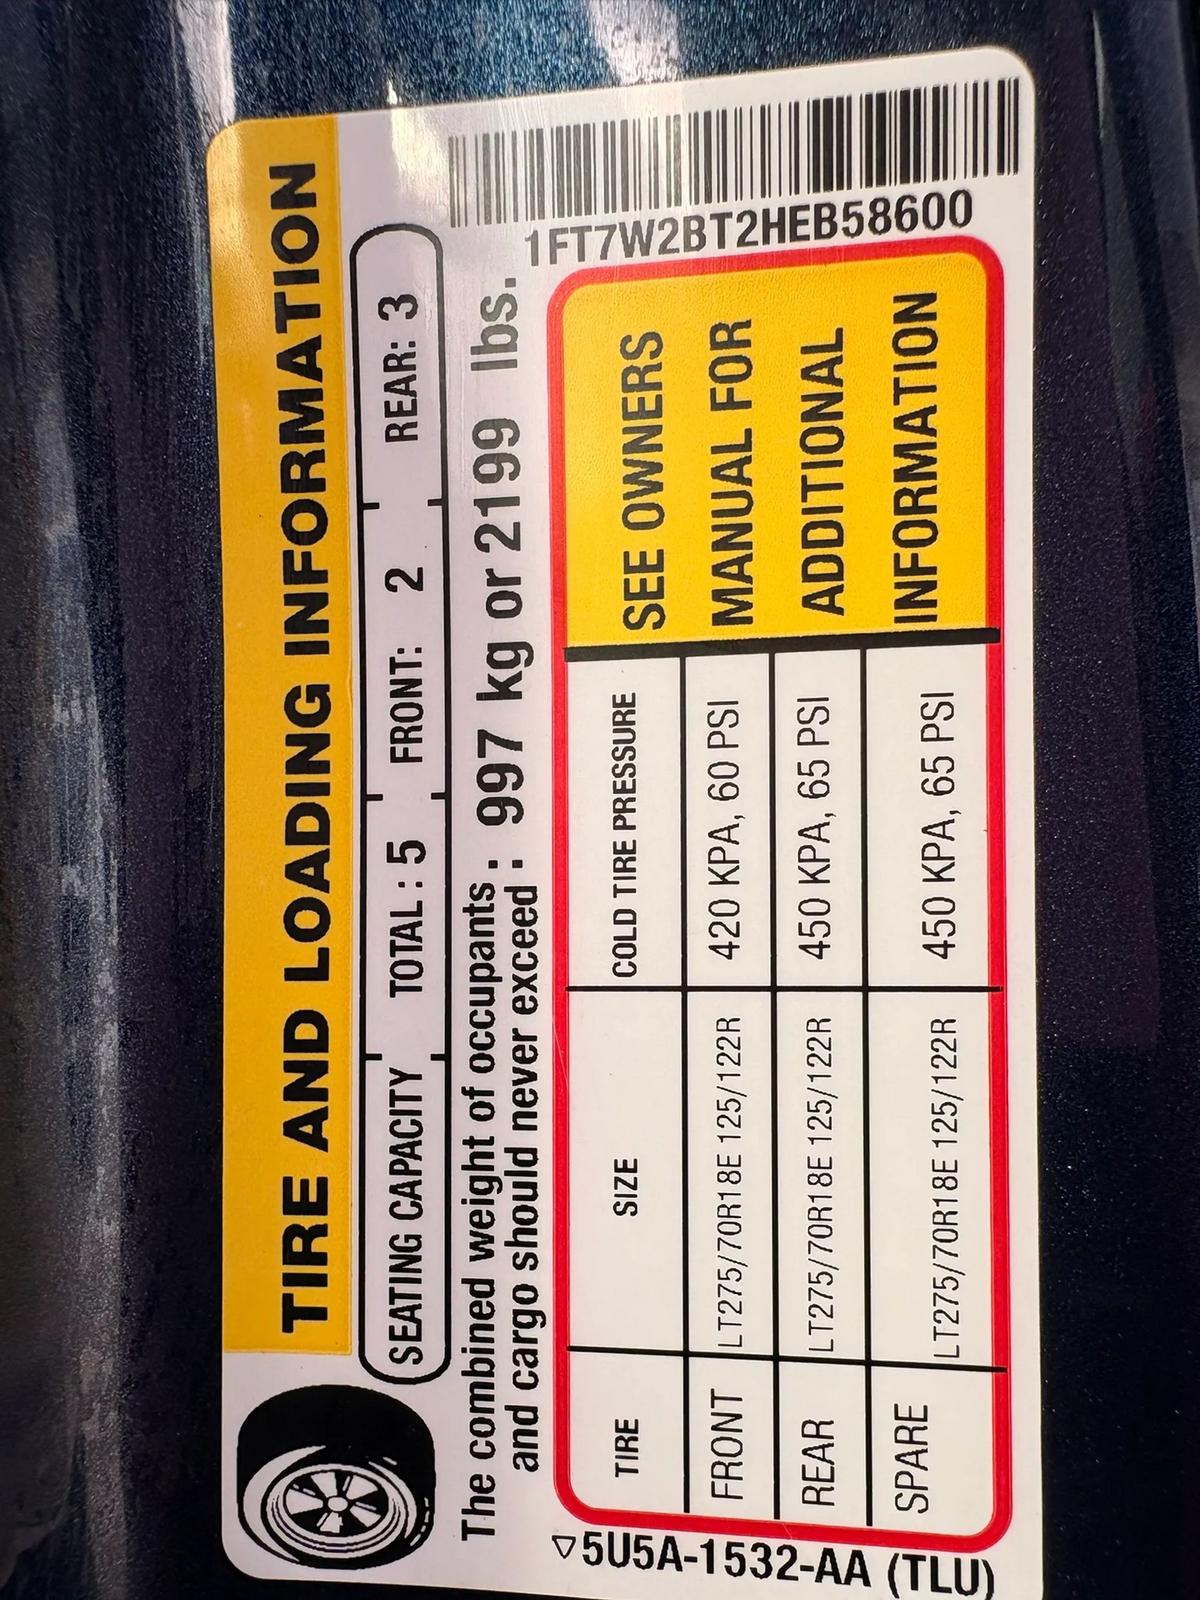 TIRE AND LOADING INFORMATION
SEATING CAPACITY TOTAL : 5 FRONT: 2 REAR: 3
The combined weight of occupants : 997 kg or 2199 lbs.
and cargo should never exceed :
1FT7W2BT2HEB58600
TIRE SIZE COLD TIRE PRESSURE
FRONT LT275/70R18E 125/122R 420 KPA, 60 PSI
REAR LT275/70R18E 125/122R 450 KPA, 65 PSI
SPARE LT275/70R18E 125/122R 450 KPA, 65 PSI
SEE OWNERS
MANUAL FOR
ADDITIONAL
INFORMATION
5U5A-1532-AA (TLU)